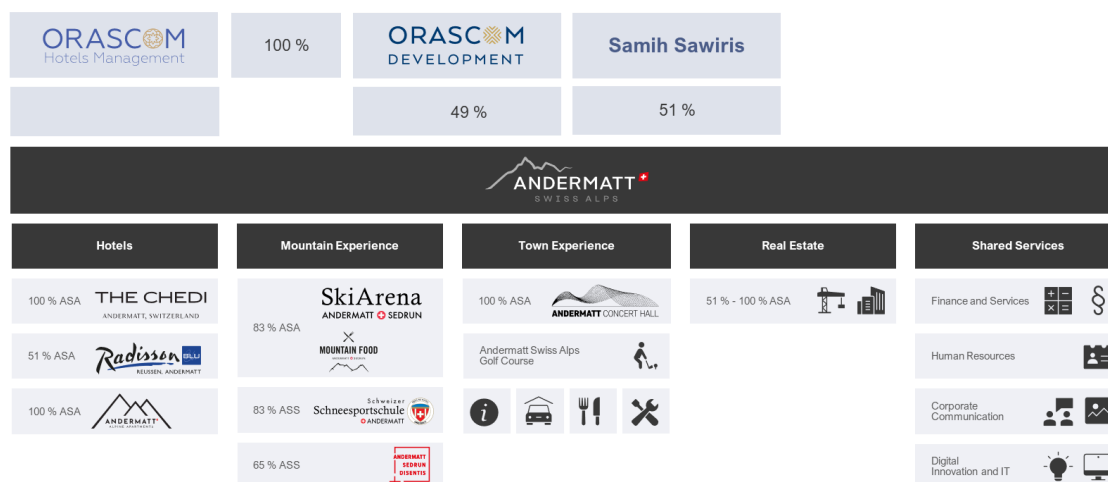 ORASCOM
Hotels Management
100 %
ORASCOM
DEVELOPMENT
Samih Sawiris
49 %
51 %
ANDERMATT
SWISS ALPS
Hotels
Mountain Experience
Town Experience
Real Estate
Shared Services
100 % ASA
THE CHEDI
ANDERMATT, SWITZERLAND
51 % ASA
Radisson BLU
REUSSEN, ANDERMATT
100 % ASA
ANDERMATT
ALPINE APARTMENTS
83 % ASA
SkiArena
ANDERMATT SEDRUN
MOUNTAIN FOOD
83 % ASS
Schweizer
Schneesportschule
ANDERMATT
65 % ASS
ANDERMATT
SEDRUN
DISENTIS
100 % ASA
ANDERMATT CONCERT HALL
Andermatt Swiss Alps
Golf Course
i
51 % - 100 % ASA
Finance and Services
§
Human Resources
Corporate
Communication
Digital
Innovation and IT